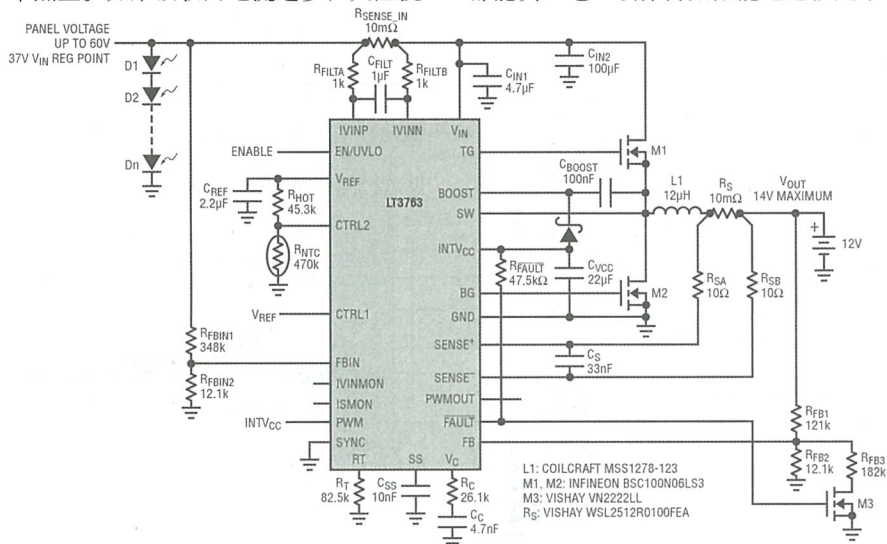 PANEL VOLTAGE
UP TO 60V
37V VIN REG POINT
D1
D2
Dn
RSENSE_IN
10mΩ
RFILTA
1k
CFILT
1µF
RFILTB
1k
CIN1
4.7µF
CIN2
100µF
IVINP
IVINN
VIN
ENABLE
EN/UVLO
TG
M1
CREF
2.2µF
VREF
RHOT
45.3k
CTRL2
RNTC
470k
LT3763
BOOST
CBOOST
100nF
SW
L1
12µH
RS
10mΩ
VOUT
14V MAXIMUM
+
12V
INTVCC
RFAULT
47.5kΩ
CVCC
22µF
BG
M2
GND
RSA
10Ω
RSB
10Ω
VREF
CTRL1
SENSE+
CS
33nF
SENSE–
RFBIN1
348k
FBIN
RFBIN2
12.1k
IVINMON
ISMON
PWMOUT
INTVCC
PWM
FAULT
SYNC
FB
RFB1
121k
RFB2
12.1k
RFB3
182k
M3
RT
SS
VC
RT
82.5k
CSS
10nF
RC
26.1k
CC
4.7nF
L1: COILCRAFT MSS1278-123
M1, M2: INFINEON BSC100N06LS3
M3: VISHAY VN2222LL
RS: VISHAY WSL2512R0100FEA